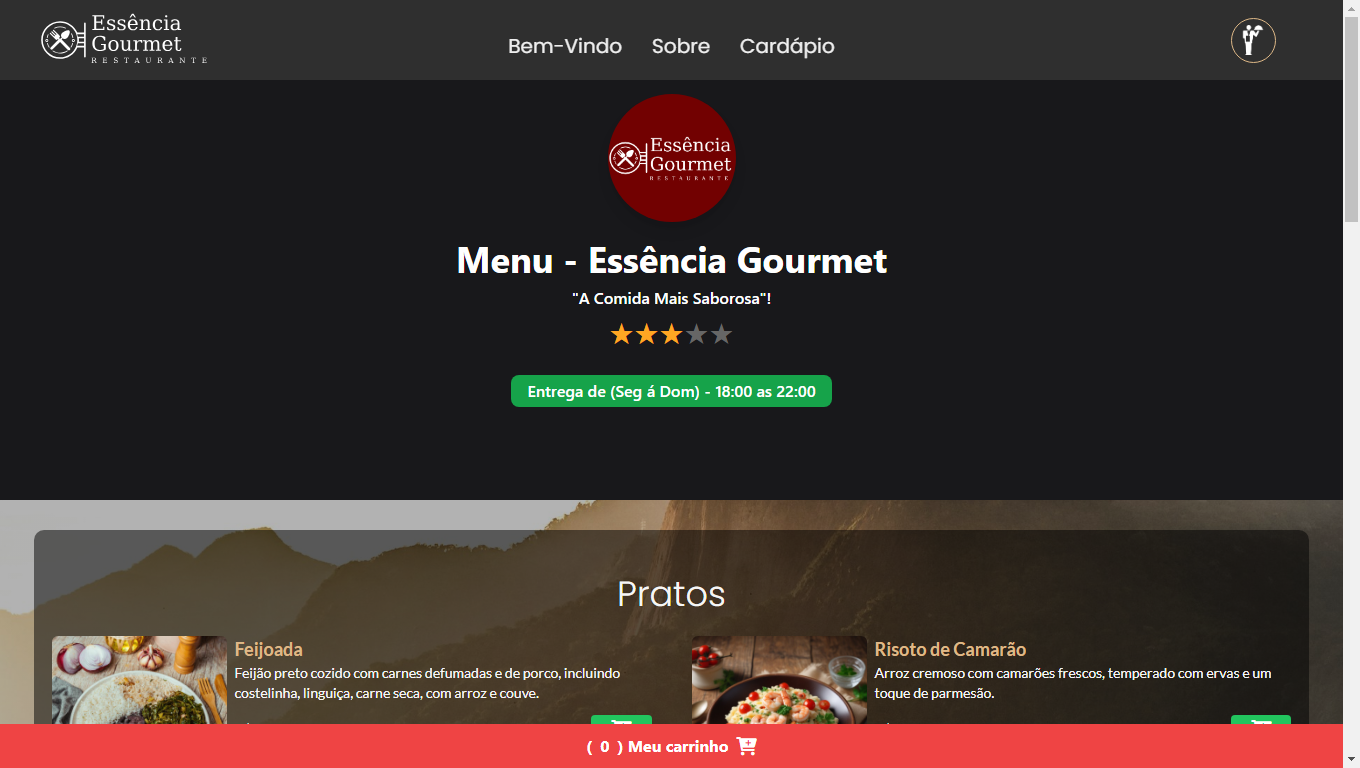 Essência
Gourmet
RESTAURANTE
Bem-Vindo Sobre Cardápio
Essência
Gourmet
RESTAURANTE
Menu - Essência Gourmet
"A Comida Mais Saborosa"!
Entrega de (Seg á Dom) - 18:00 as 22:00
Pratos
Feijoada
Feijão preto cozido com carnes defumadas e de porco, incluindo
costelinha, linguiça, carne seca, com arroz e couve.
Risoto de Camarão
Arroz cremoso com camarões frescos, temperado com ervas e um
toque de parmesão.
( 0 ) Meu carrinho